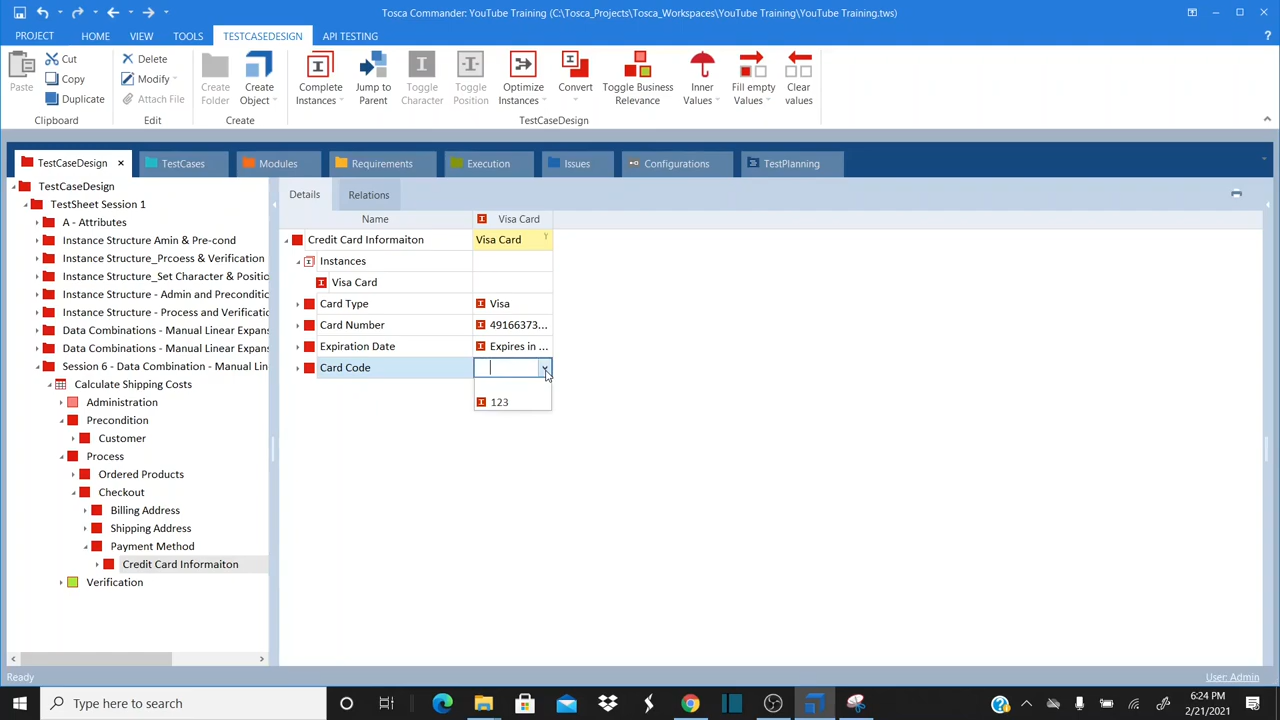 Tosca Commander: YouTube Training (C:\Tosca_Projects\Tosca_Workspaces\YouTube Training\YouTube Training.tws)
PROJECT HOME VIEW TOOLS TESTCASEDESIGN API TESTING
Paste
Cut
Copy
Duplicate
Clipboard
Delete
Modify
Attach File
Edit
Create Folder
Create Object
Create
Complete Instances
Jump to Parent
Toggle Character
Toggle Position
Optimize Instances
Convert
Toggle Business Relevance
Inner Values
Fill empty Values
Clear values
TestCaseDesign
TestCaseDesign TestCases Modules Requirements Execution Issues Configurations TestPlanning
TestCaseDesign
TestSheet Session 1
A - Attributes
Instance Structure Amin & Pre-cond
Instance Structure_Prcoess & Verification
Instance Structure_Set Character & Positio
Instance Structure - Admin and Preconditic
Instance Structure - Process and Verificatic
Data Combinations - Manual Linear Expans
Data Combinations - Manual Linear Expans
Session 6 - Data Combination - Manual Lin
Calculate Shipping Costs
Administration
Precondition
Customer
Process
Ordered Products
Checkout
Billing Address
Shipping Address
Payment Method
Credit Card Informaiton
Verification
Details Relations
Name Visa Card
Credit Card Informaiton Visa Card
Instances
Visa Card
Card Type Visa
Card Number 49166373...
Expiration Date Expires in ...
Card Code
123
Ready
User: Admin
Type here to search
6:24 PM
2/21/2021